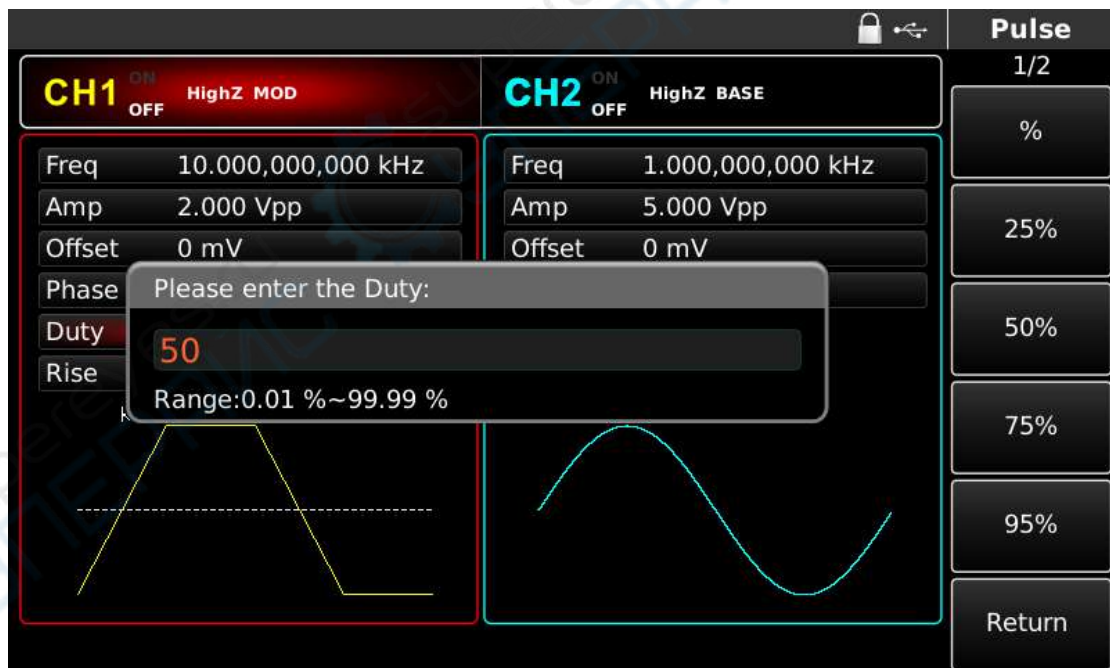 Pulse
1/2
CH1 ON OFF HighZ MOD
CH2 ON OFF HighZ BASE
Freq 10.000,000,000 kHz
Amp 2.000 Vpp
Offset 0 mV
Phase
Duty
Rise
Freq 1.000,000,000 kHz
Amp 5.000 Vpp
Offset 0 mV
Please enter the Duty:
50
Range:0.01 %~99.99 %
%
25%
50%
75%
95%
Return